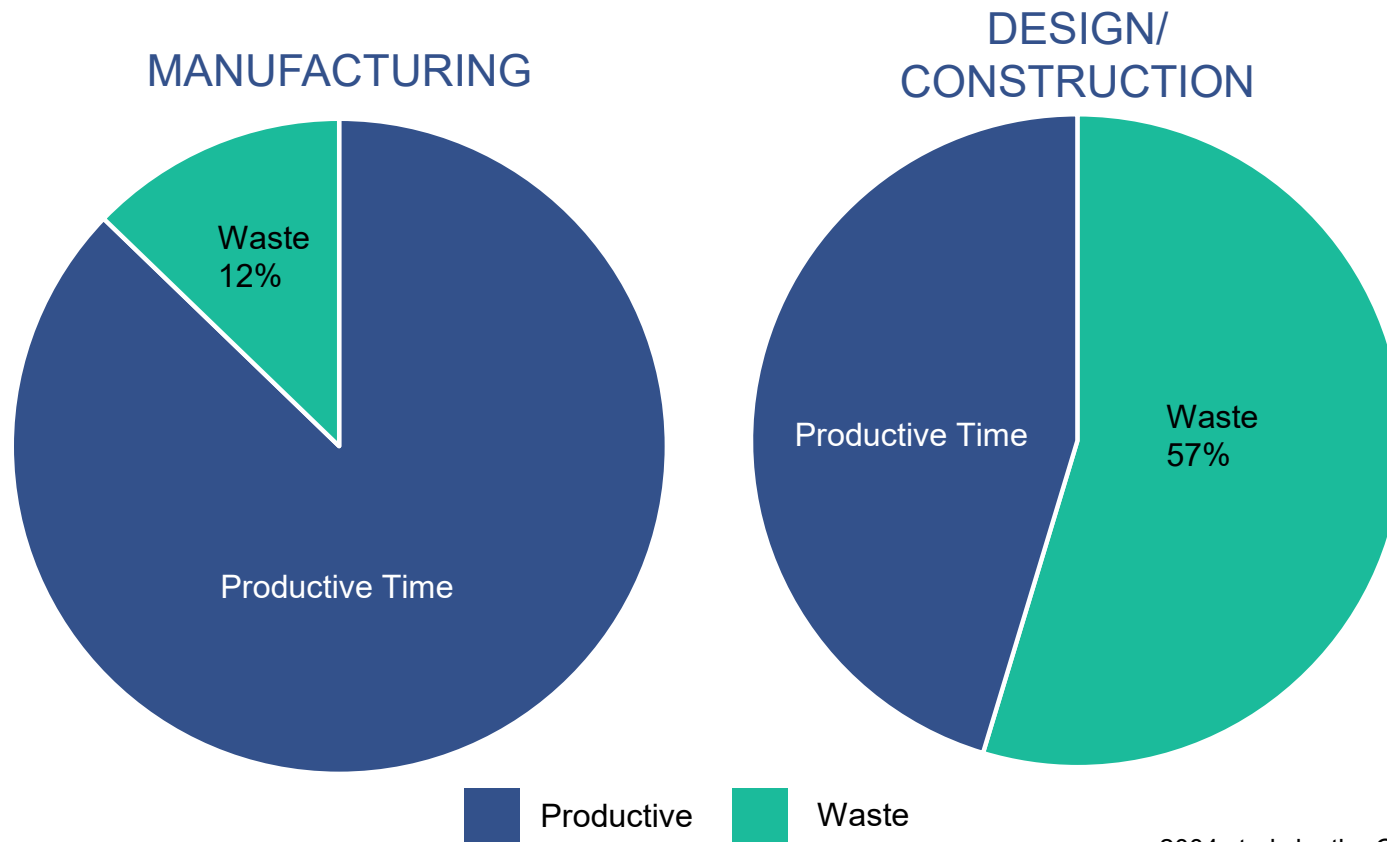 MANUFACTURING
DESIGN/
CONSTRUCTION
Waste
12%
Productive Time
Productive Time
Waste
57%
Productive
Waste